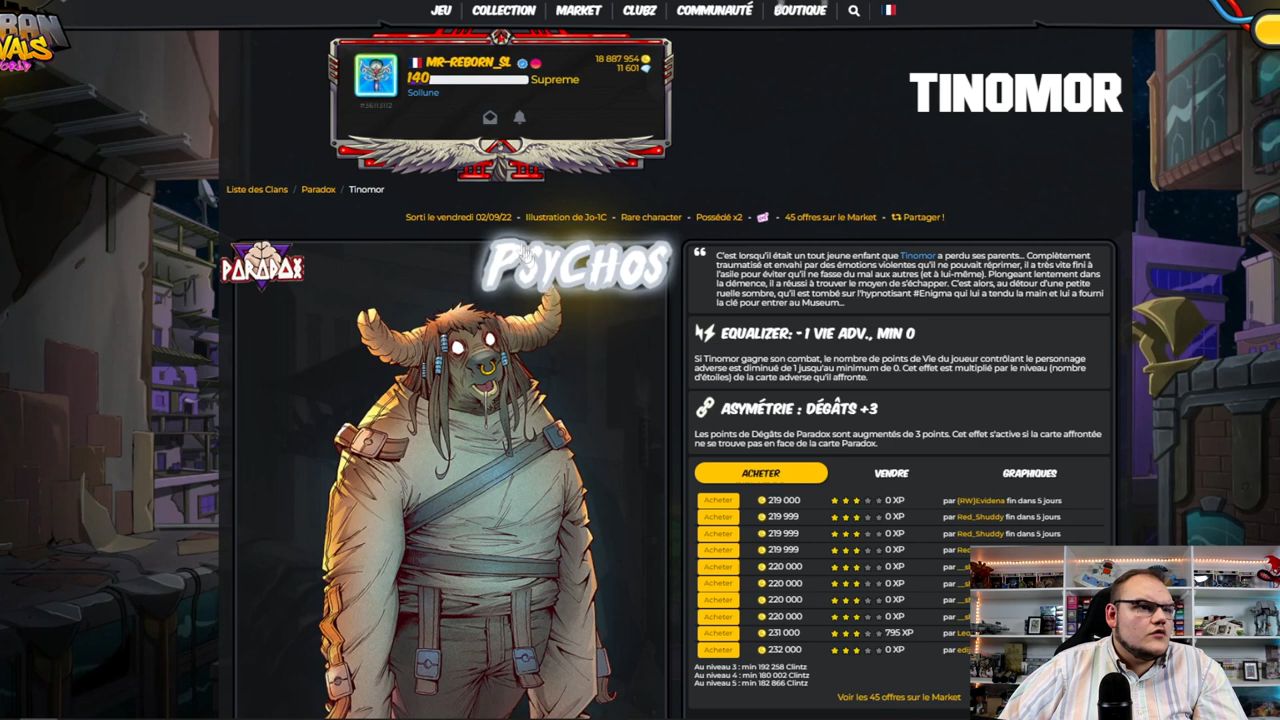 JEU
COLLECTION
MARKET
CLUBZ
COMMUNAUTÉ
BOUTIQUE
MR-REBORN_SL
18 887 954
11 601
140
Supreme
Sollune
#36113112
TINOMOR
Liste des Clans / Paradox / Tinomor
Sorti le vendredi 02/09/22 - Illustration de Jo-1C - Rare character - Possédé x2 - - 45 offres sur le Market - Partager !
PARADOX
PSYCHOS
C'est lorsqu'il était un tout jeune enfant que Tinomor a perdu ses parents... Complètement
traumatisé et envahi par des émotions violentes qu'il ne pouvait réprimer, il a très vite fini à
l'asile pour éviter qu'il ne fasse du mal aux autres (et à lui-même). Plongeant lentement dans
la démence, il a réussi à trouver le moyen de s'échapper. C'est alors, au détour d'une petite
ruelle sombre, qu'il est tombé sur l'hypnotisant #Enigma qui lui a tendu la main et lui a fourni
la clé pour entrer au Museum...
EQUALIZER: -1 VIE ADV., MIN 0
Si Tinomor gagne son combat, le nombre de points de Vie du joueur contrôlant le personnage
adverse est diminué de 1 jusqu'au minimum de 0. Cet effet est multiplié par le niveau (nombre
d'étoiles) de la carte adverse qu'il affronte.
ASYMÉTRIE : DÉGÂTS +3
Les points de Dégâts de Paradox sont augmentés de 3 points. Cet effet s'active si la carte affrontée
ne se trouve pas en face de la carte Paradox.
ACHETER
VENDRE
GRAPHIQUES
Acheter 219 000 0 XP par (RW)Evidena fin dans 5 jours
Acheter 219 999 0 XP par Red_Shuddy fin dans 5 jours
Acheter 219 999 0 XP par Red_Shuddy fin dans 5 jours
Acheter 219 999 0 XP par
Acheter 220 000 0 XP par
Acheter 220 000 0 XP par
Acheter 220 000 0 XP par
Acheter 220 000 0 XP par
Acheter 231 000 795 XP par
Acheter 232 000 0 XP par
Au niveau 3 : min 192 258 Clintz
Au niveau 4 : min 180 002 Clintz
Au niveau 5 : min 182 866 Clintz
Voir les 45 offres sur le Market